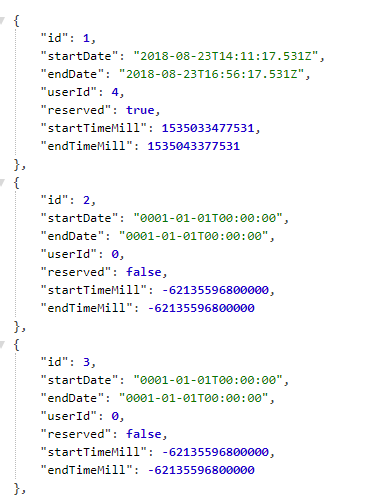 {
"id": 1,
"startDate": "2018-08-23T14:11:17.531Z",
"endDate": "2018-08-23T16:56:17.531Z",
"userId": 4,
"reserved": true,
"startTimeMill": 1535033477531,
"endTimeMill": 1535043377531
},
{
"id": 2,
"startDate": "0001-01-01T00:00:00",
"endDate": "0001-01-01T00:00:00",
"userId": 0,
"reserved": false,
"startTimeMill": -62135596800000,
"endTimeMill": -62135596800000
},
{
"id": 3,
"startDate": "0001-01-01T00:00:00",
"endDate": "0001-01-01T00:00:00",
"userId": 0,
"reserved": false,
"startTimeMill": -62135596800000,
"endTimeMill": -62135596800000
},